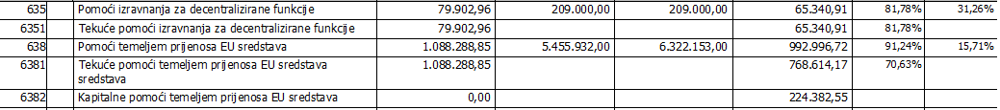 635 Pomoći izravnanja za decentralizirane funkcije 79.902,96 209.000,00 209.000,00 65.340,91 81,78% 31,26%
6351 Tekuće pomoći izravnanja za decentralizirane funkcije 79.902,96 65.340,91 81,78%
638 Pomoći temeljem prijenosa EU sredstava 1.088.288,85 5.455.932,00 6.322.153,00 992.996,72 91,24% 15,71%
6381 Tekuće pomoći temeljem prijenosa EU sredstava 1.088.288,85 768.614,17 70,63%
sredstava
6382 Kapitalne pomoći temeljem prijenosa EU sredstava 0,00 224.382,55